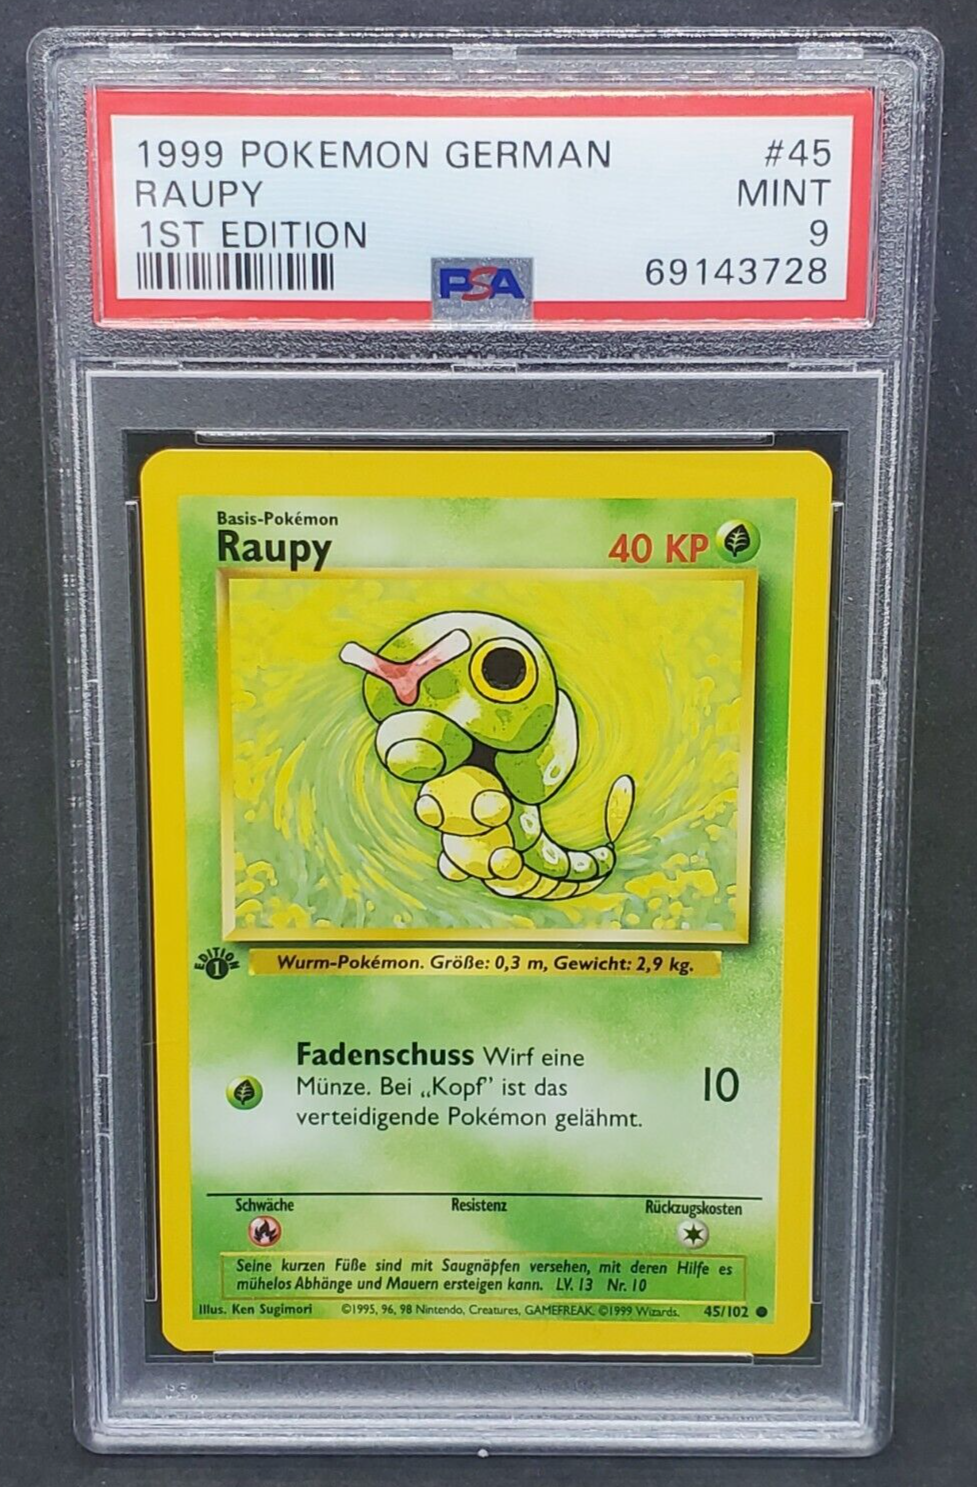 1999 POKEMON GERMAN #45
RAUPY MINT
1ST EDITION 9
69143728
PSA
Basis-Pokémon
Raupy 40 KP
EDITION 1
Wurm-Pokémon. Größe: 0,3 m, Gewicht: 2,9 kg.
Fadenschuss Wirf eine
Münze. Bei „Kopf” ist das
verteidigende Pokémon gelähmt.
10
Schwäche Resistenz Rückzugskosten
Seine kurzen Füße sind mit Saugnäpfen versehen, mit deren Hilfe es
mühelos Abhänge und Mauern ersteigen kann. LV. 13 Nr. 10
Illus. Ken Sugimori ©1995, 96, 98 Nintendo, Creatures, GAMEFREAK. ©1999 Wizards. 45/102